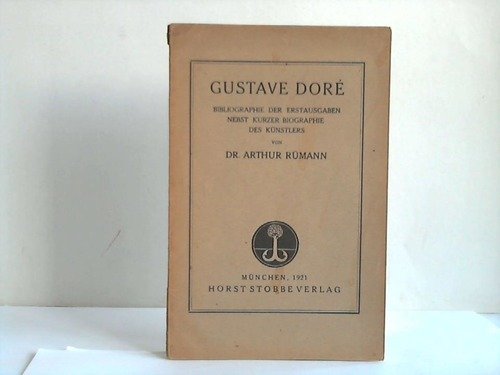 GUSTAVE DORÉ
BIBLIOGRAPHIE DER ERSTAUSGABEN
NEBST KURZER BIOGRAPHIE
DES KÜNSTLERS
VON
DR. ARTHUR RÜMANN
MÜNCHEN, 1921
HORST STOBBE VERLAG